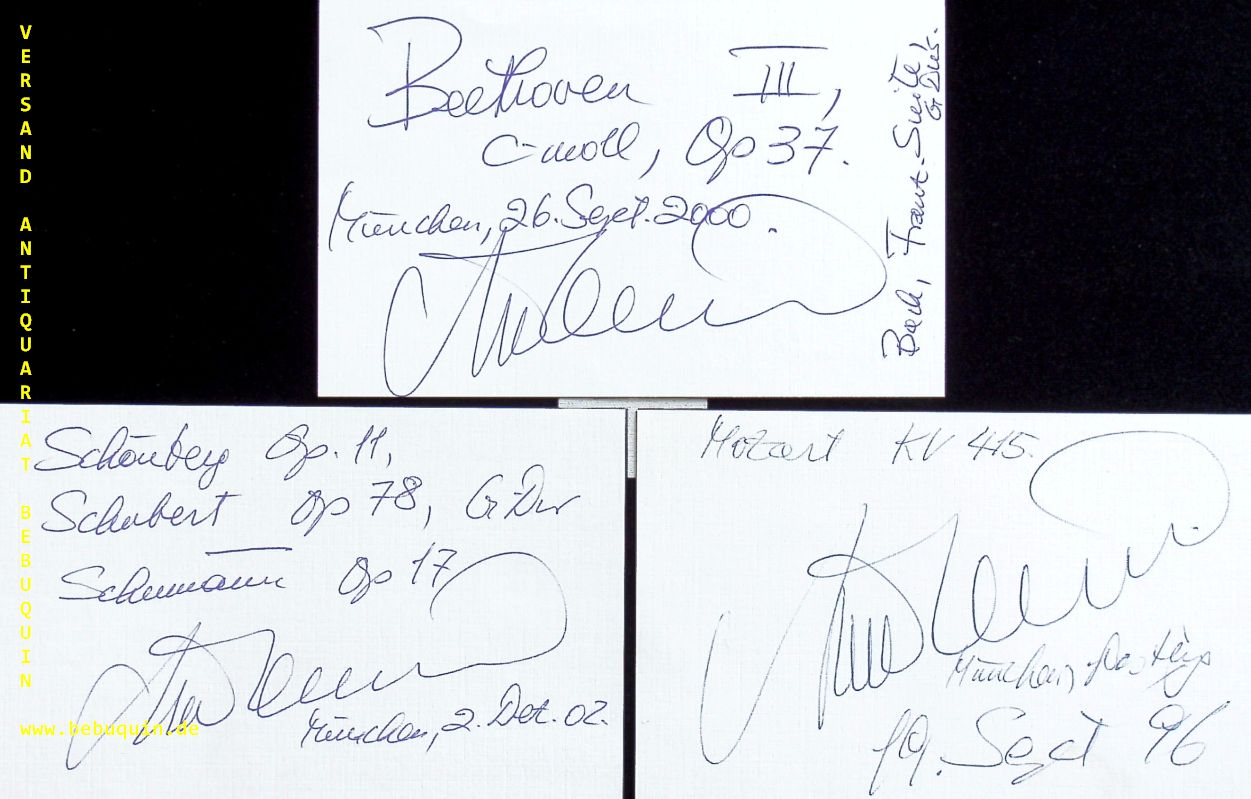 VERSAND ANTIQUARIAT BEBUQUIN
www.bebuquin.de
Beethoven III,
c-moll, Op 37.
München, 26. Sept. 2000.
Bach, Franz. Suite,
G Dur.
Schönberg Op. 11,
Schubert Op 78, G-Dur
Schumann Op 17
München, 2. Dez. 02.
Mozart KV 415.
München,
19. Sept 96